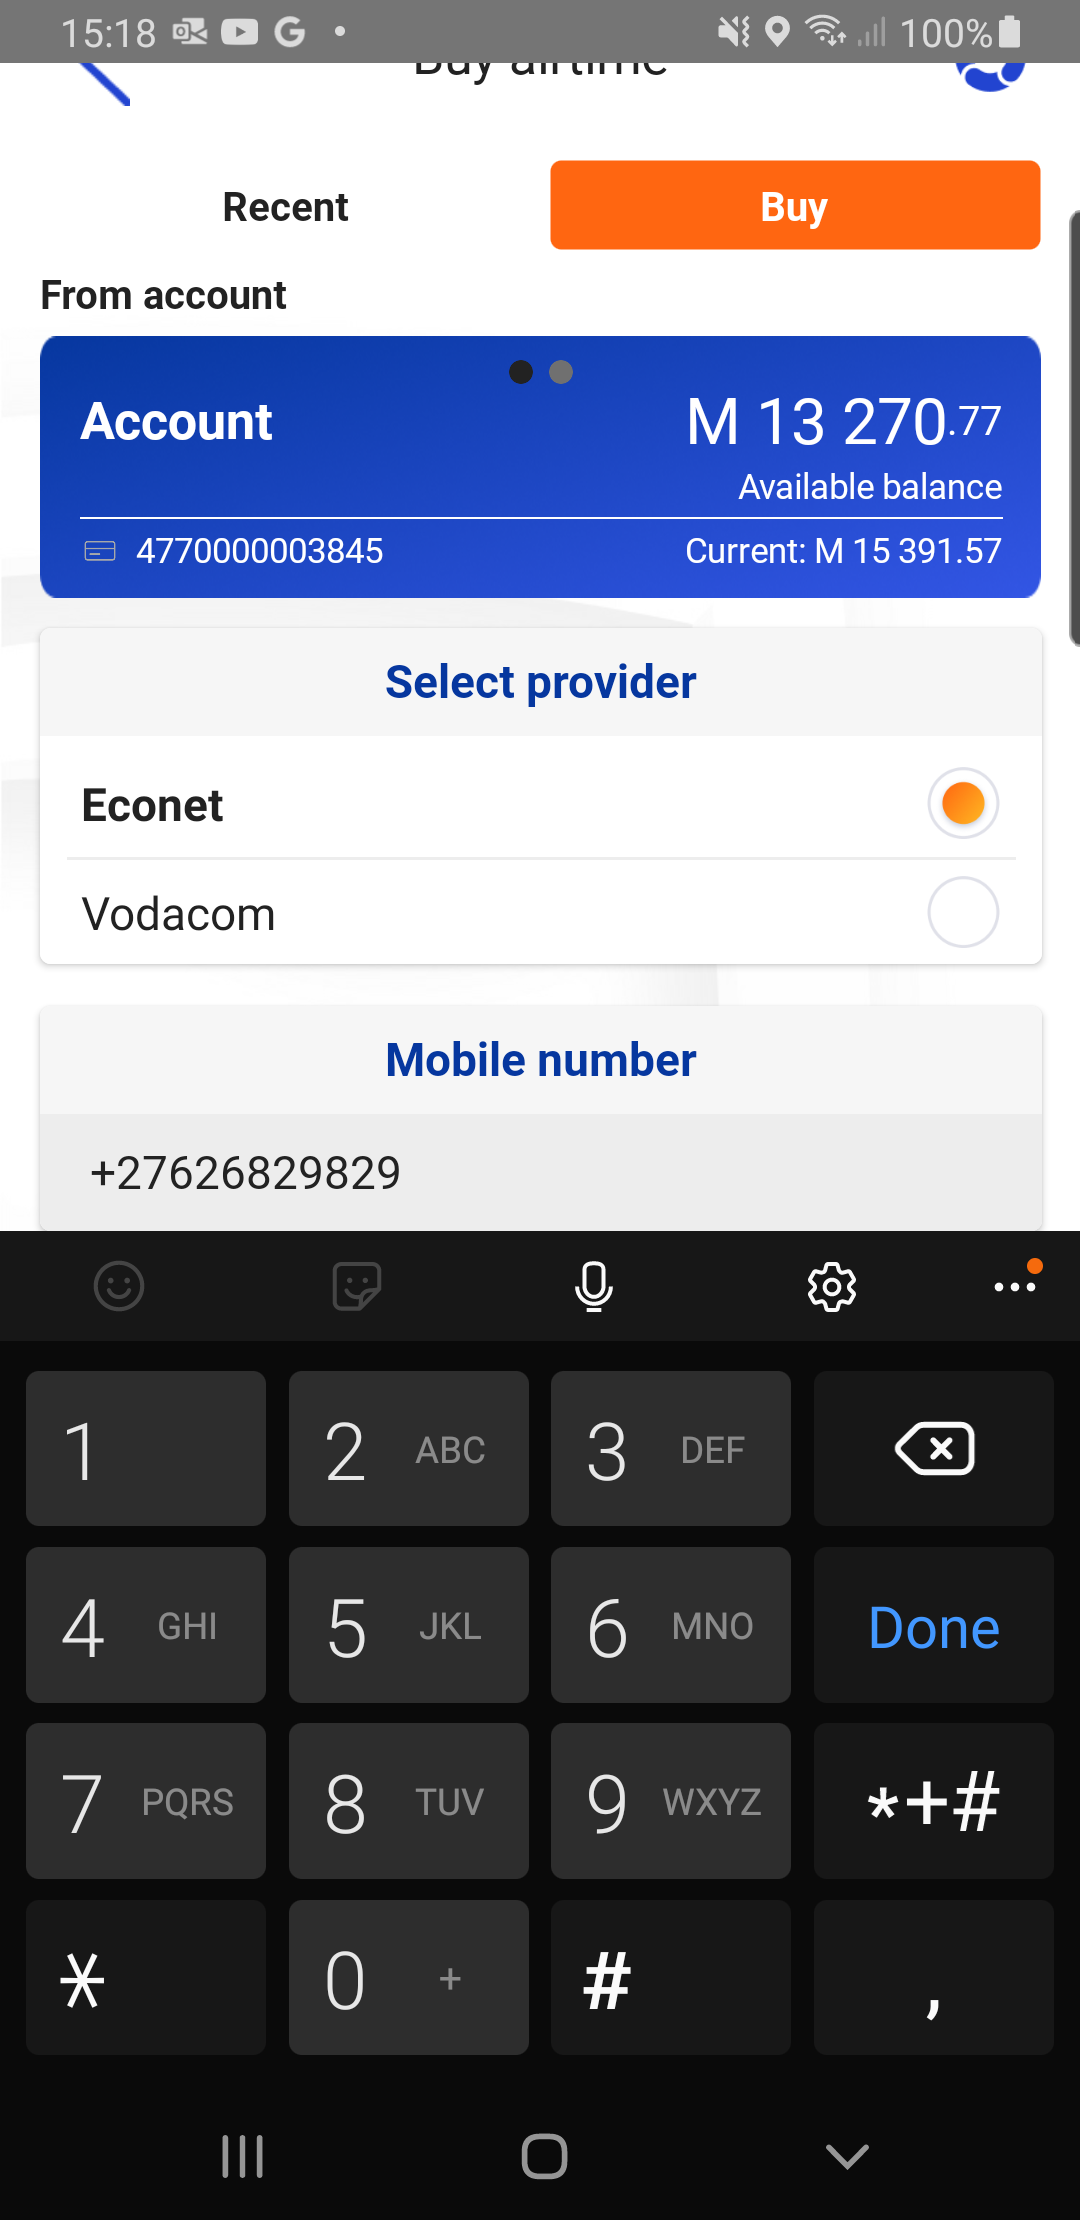 15:18 100%
Buy airtime
Recent Buy
From account
Account M 13 270.77
Available balance
4770000003845 Current: M 15 391.57
Select provider
Econet
Vodacom
Mobile number
+27626829829
1 2 ABC 3 DEF
4 GHI 5 JKL 6 MNO Done
7 PQRS 8 TUV 9 WXYZ *+#
* 0 + # ,